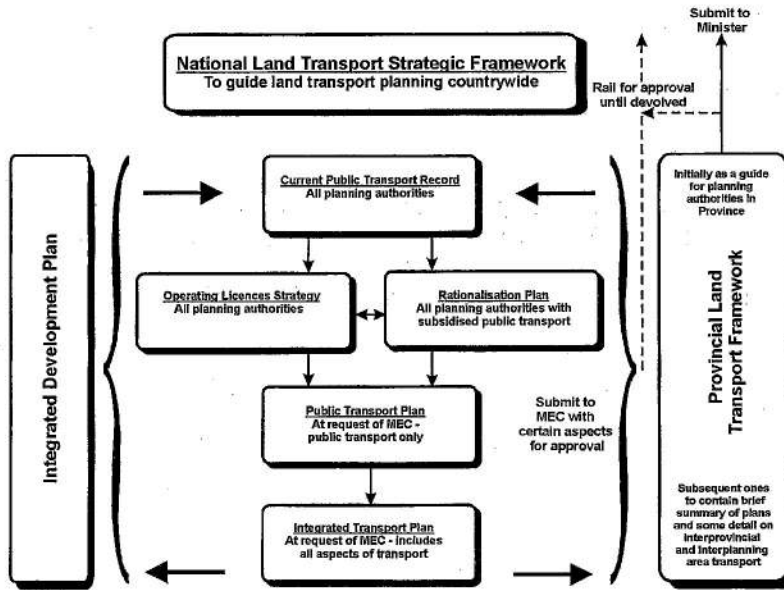 Submit to
Minister
National Land Transport Strategic Framework
To guide land transport planning countrywide
Rail for approval
until devolved
Integrated Development Plan
Current Public Transport Record
All planning authorities
Operating Licences Strategy
All planning authorities
Rationalisation Plan
All planning authorities with
subsidised public transport
Public Transport Plan
At request of MEC -
public transport only
Integrated Transport Plan
At request of MEC - includes
all aspects of transport
Submit to
MEC with
certain aspects
for approval
Initially as a guide
for planning
authorities in
Province
Provincial Land
Transport Framework
Subsequent ones
to contain brief
summary of plans
and some detail on
interprovincial
and interplanning
area transport